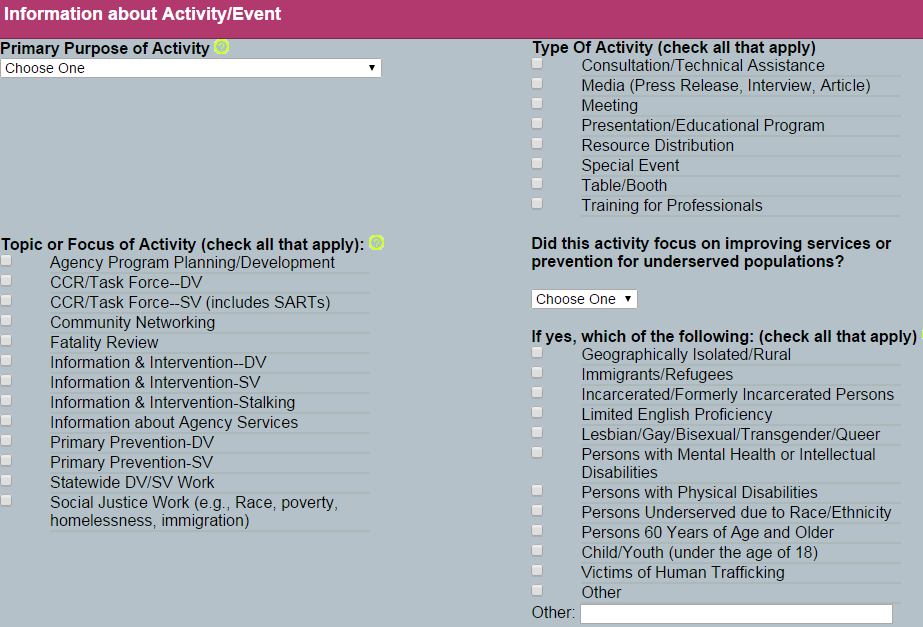 Information about Activity/Event
Primary Purpose of Activity
Choose One
Type Of Activity (check all that apply)
Consultation/Technical Assistance
Media (Press Release, Interview, Article)
Meeting
Presentation/Educational Program
Resource Distribution
Special Event
Table/Booth
Training for Professionals
Topic or Focus of Activity (check all that apply):
Agency Program Planning/Development
CCR/Task Force--DV
CCR/Task Force--SV (includes SARTs)
Community Networking
Fatality Review
Information & Intervention--DV
Information & Intervention-SV
Information & Intervention-Stalking
Information about Agency Services
Primary Prevention-DV
Primary Prevention-SV
Statewide DV/SV Work
Social Justice Work (e.g., Race, poverty,
homelessness, immigration)
Did this activity focus on improving services or
prevention for underserved populations?
Choose One
If yes, which of the following: (check all that apply)
Geographically Isolated/Rural
Immigrants/Refugees
Incarcerated/Formerly Incarcerated Persons
Limited English Proficiency
Lesbian/Gay/Bisexual/Transgender/Queer
Persons with Mental Health or Intellectual
Disabilities
Persons with Physical Disabilities
Persons Underserved due to Race/Ethnicity
Persons 60 Years of Age and Older
Child/Youth (under the age of 18)
Victims of Human Trafficking
Other
Other: